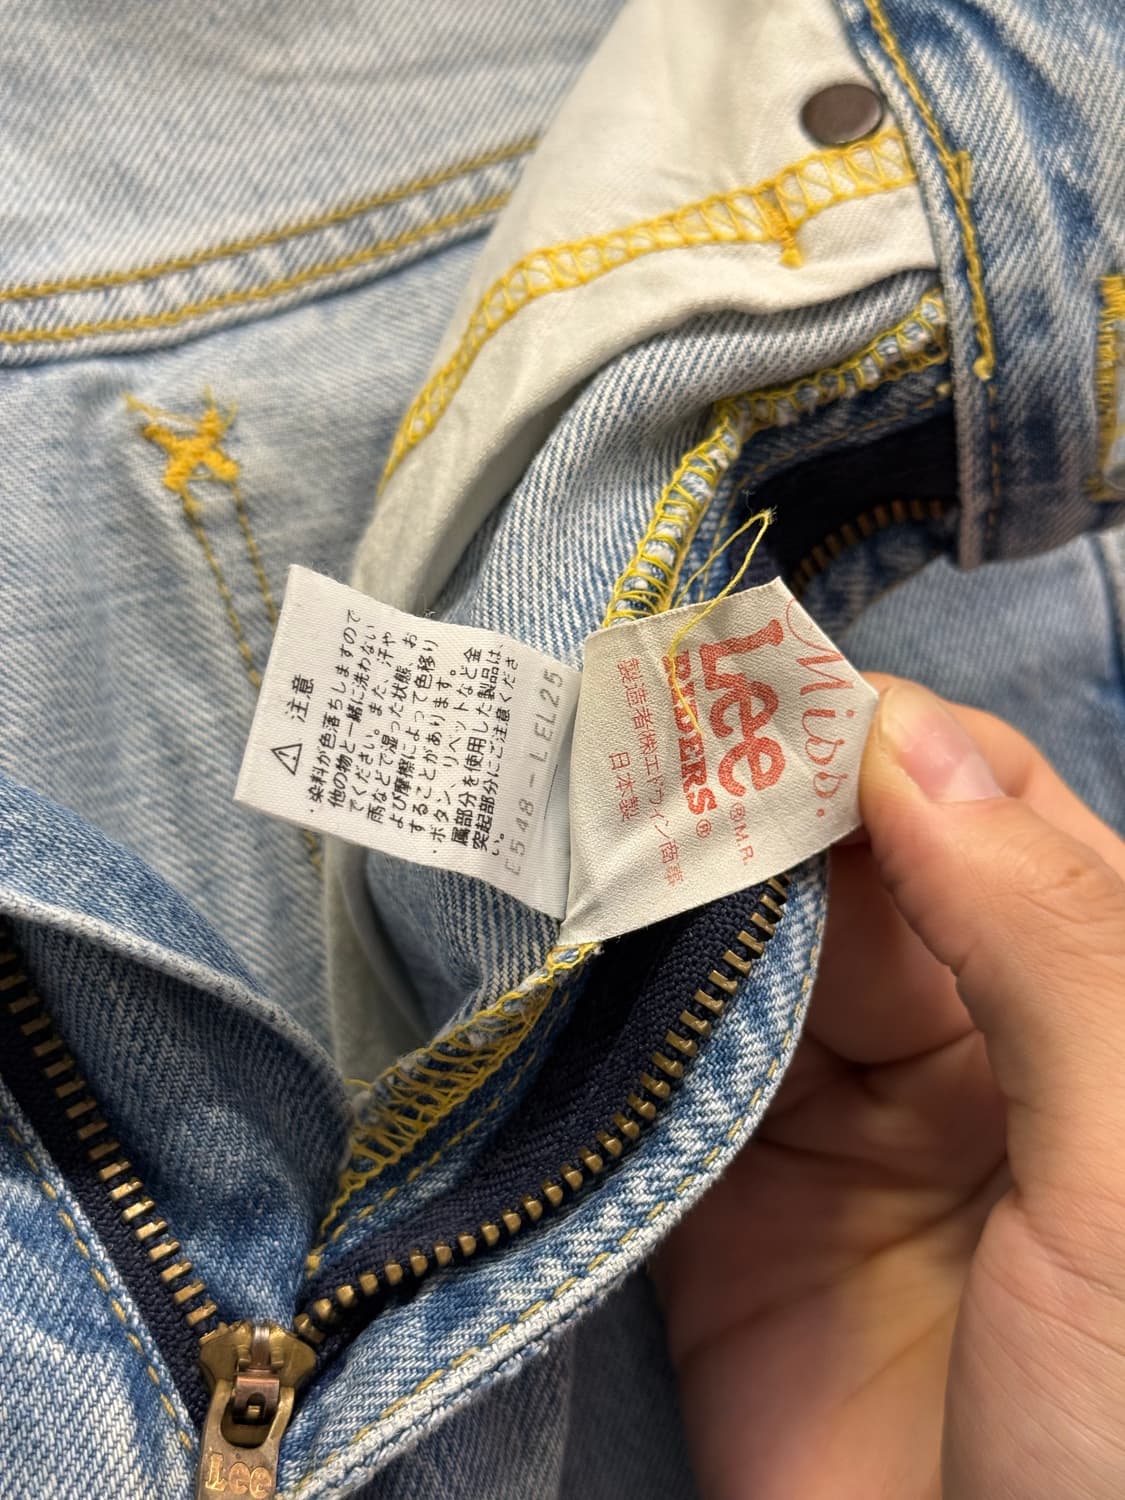 ⚠ 注意
・染料が色落ちしますので
他の物と一緒に洗わない
でください。また、汗や
雨などで湿った状態、お
よび摩擦によって色移り
することがあります。
・ボタン、リベットなど金
属部分を使用した製品は、
突起部分にご注意くださ
い。
E548-LEL25
Miss.
Lee
RIDERS®
®M.R.
製造者㈱エドウイン商事
日本製
Lee